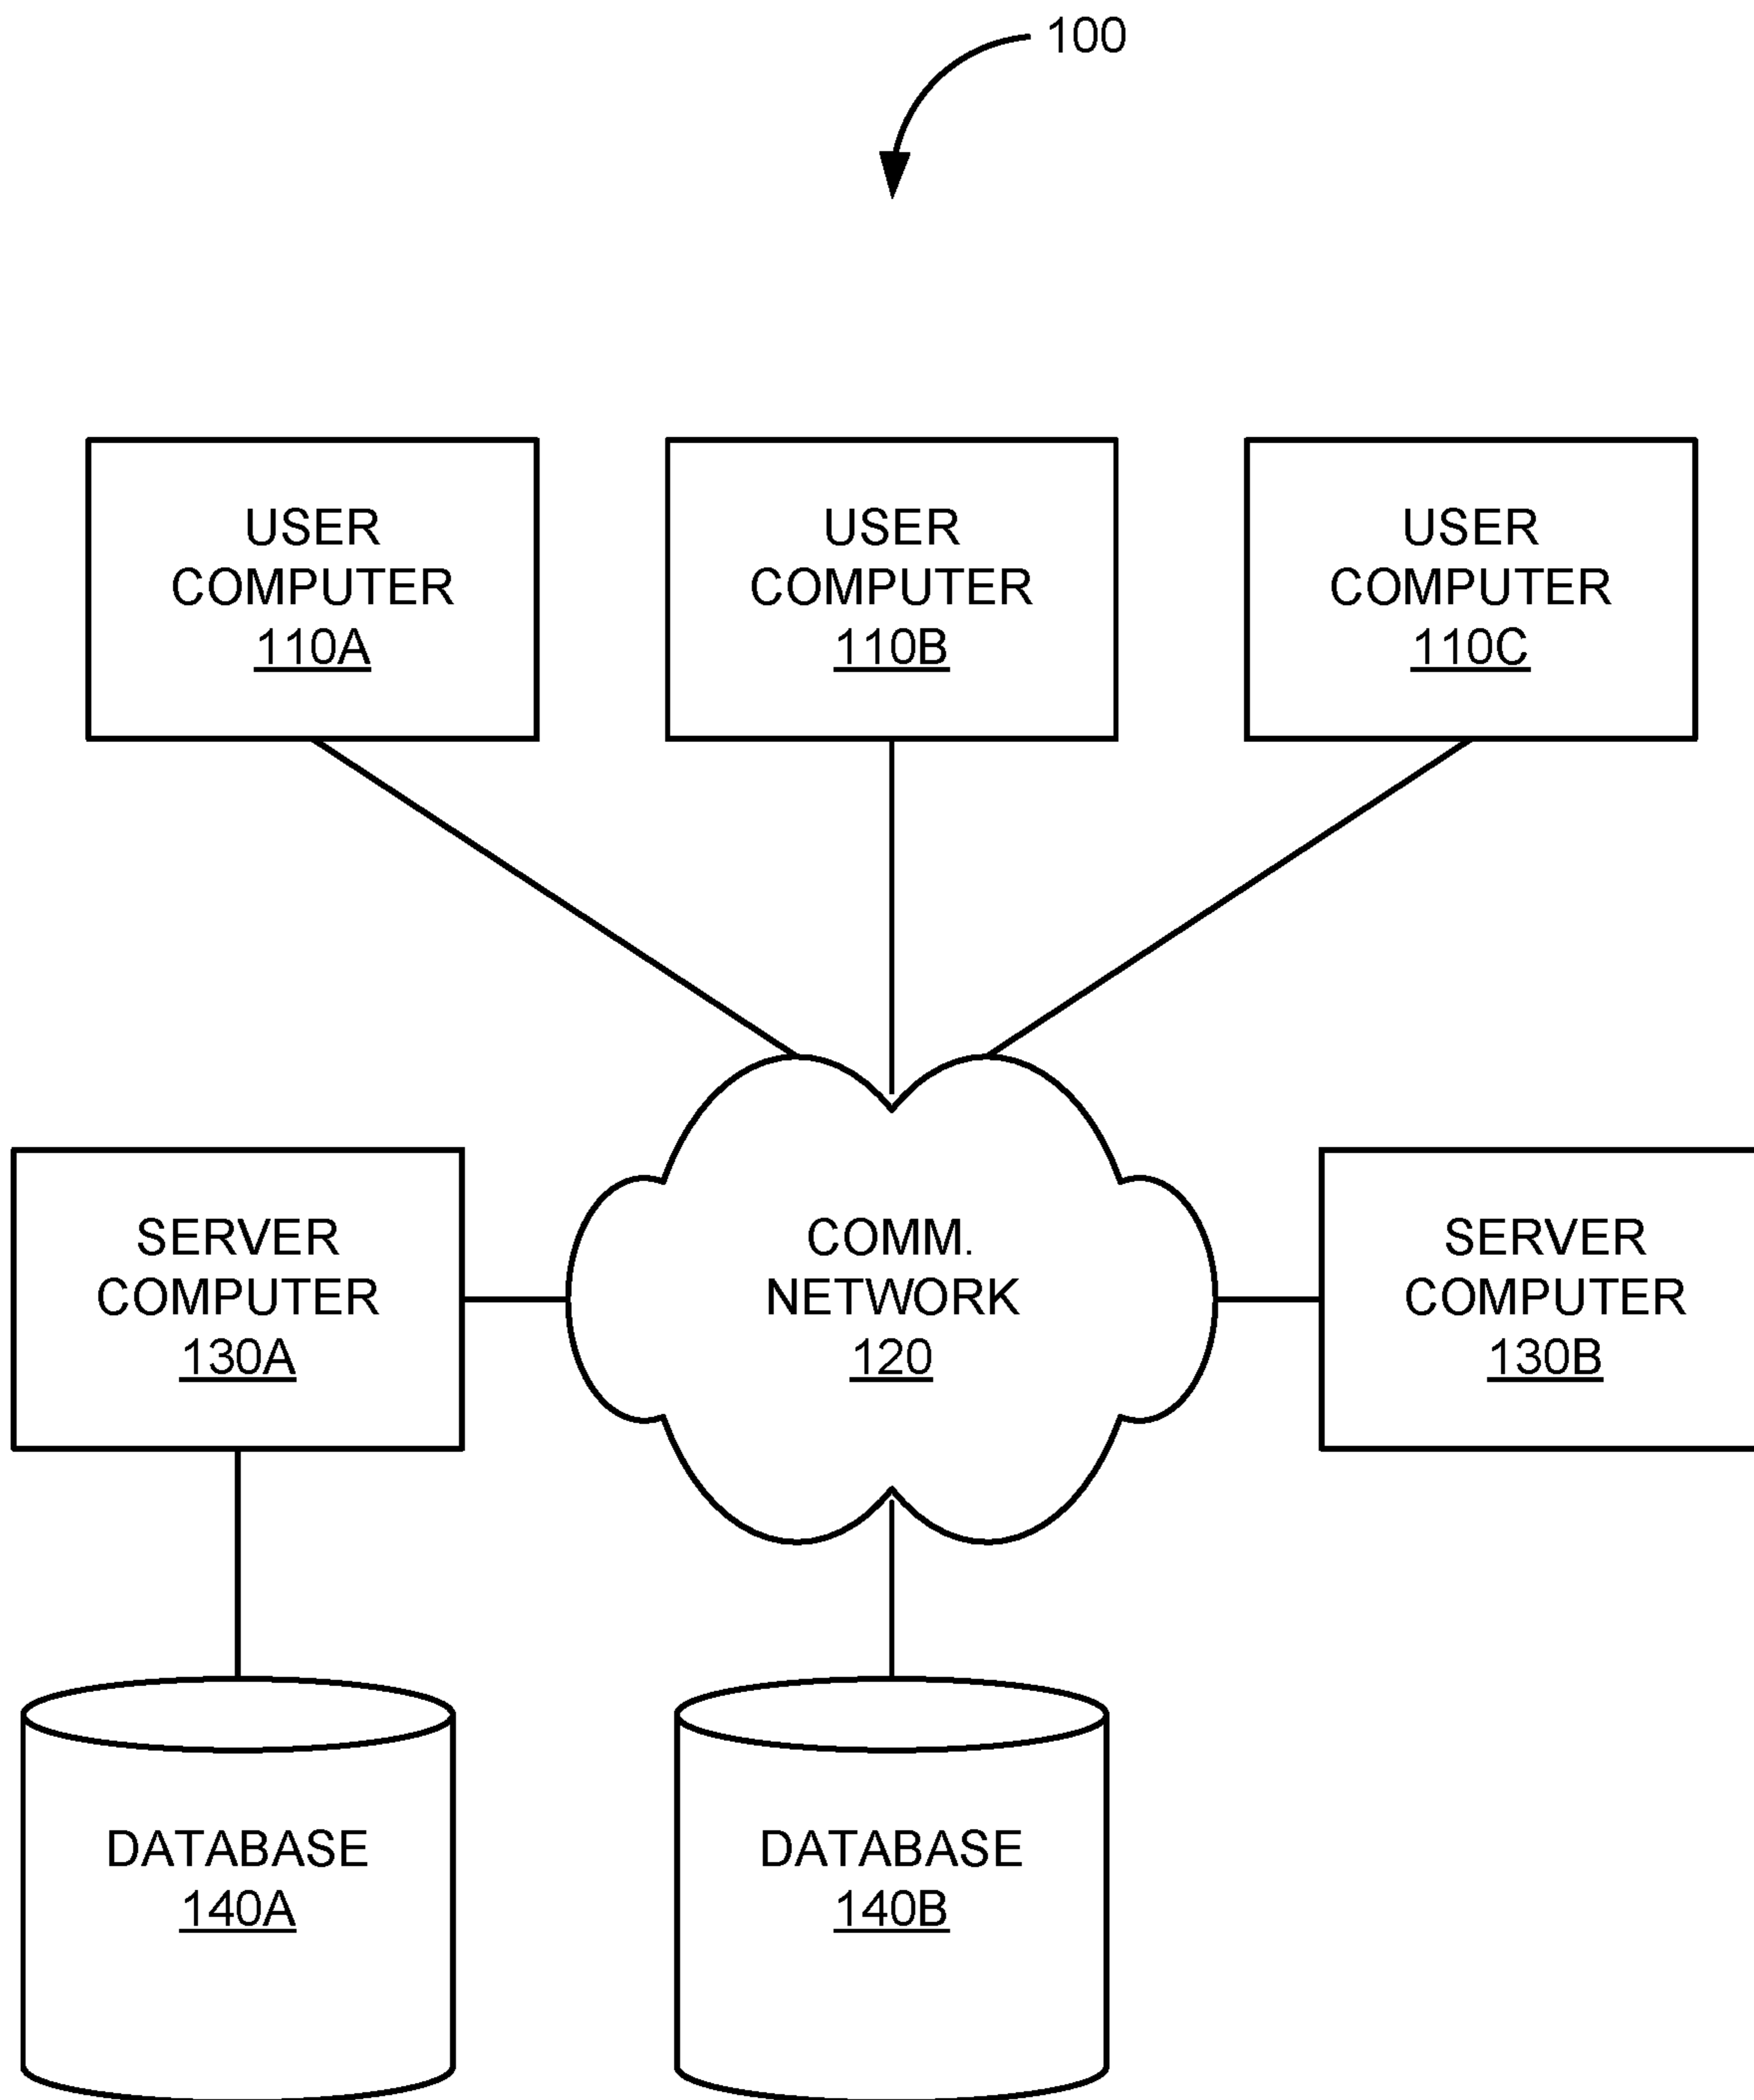 100
USER
COMPUTER
110A
USER
COMPUTER
110B
USER
COMPUTER
110C
SERVER
COMPUTER
130A
COMM.
NETWORK
120
SERVER
COMPUTER
130B
DATABASE
140A
DATABASE
140B